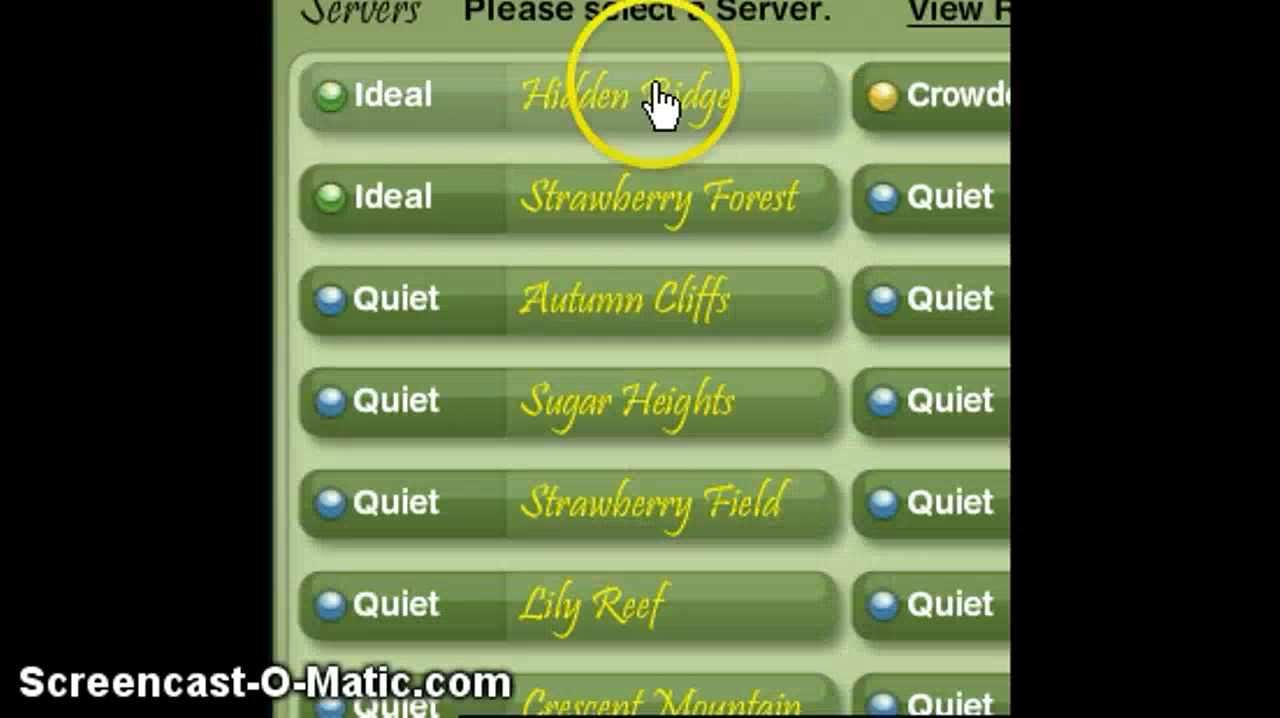 Servers Please select a Server. View
Ideal Hidden Ridge Crowd
Ideal Strawberry Forest Quiet
Quiet Autumn Cliffs Quiet
Quiet Sugar Heights Quiet
Quiet Strawberry Field Quiet
Quiet Lily Reef Quiet
Quiet Crescent Mountain Quiet
Screencast-O-Matic.com